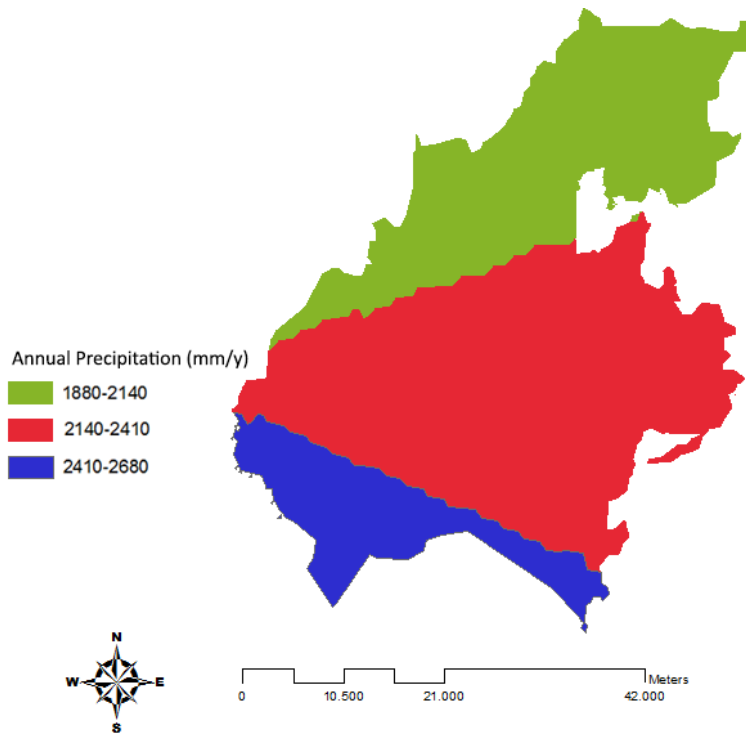 Annual Precipitation (mm/y)
1880-2140
2140-2410
2410-2680
N
W E
S
Meters
0 10.500 21.000 42.000